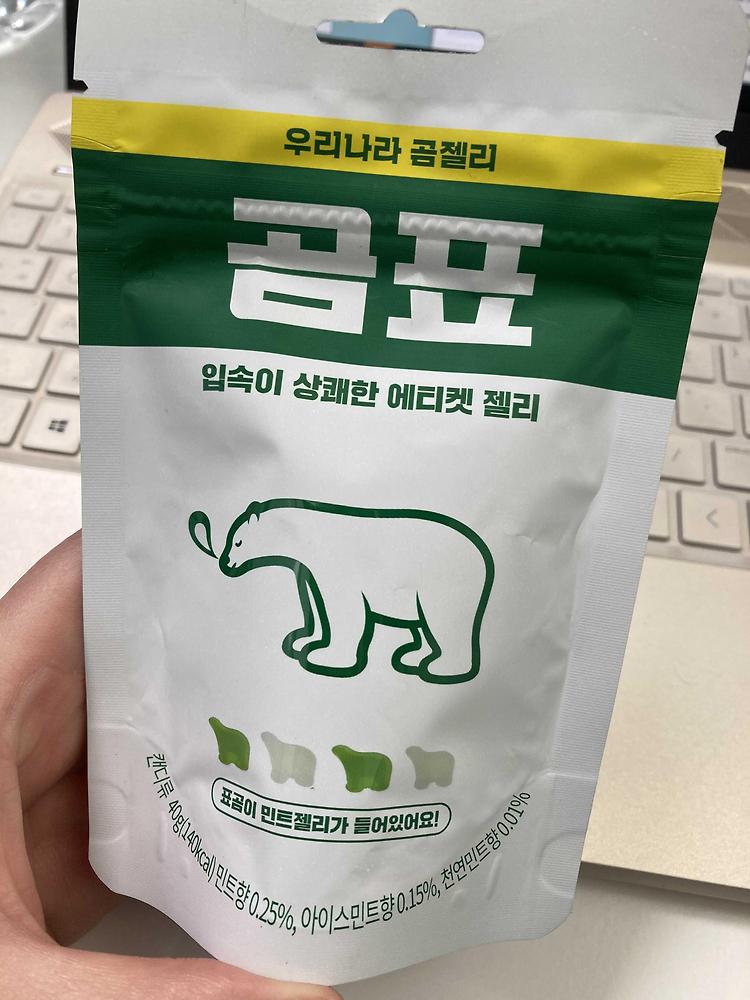 우리나라 곰젤리
곰표
입속이 상쾌한 에티켓 젤리
표곰이 민트젤리가 들어있어요!
캔디류 40g(140kcal) 민트향 0.25%, 아이스민트향 0.15%, 천연민트향 0.01%